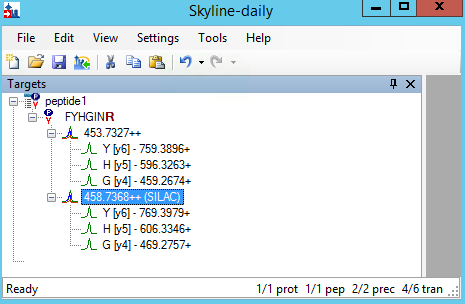 Skyline-daily
File Edit View Settings Tools Help
Targets
peptide1
FYHGINR
453.7327++
Y [y6] - 759.3896+
H [y5] - 596.3263+
G [y4] - 459.2674+
458.7368++ (SILAC)
Y [y6] - 769.3979+
H [y5] - 606.3346+
G [y4] - 469.2757+
Ready 1/1 prot 1/1 pep 2/2 prec 4/6 tran